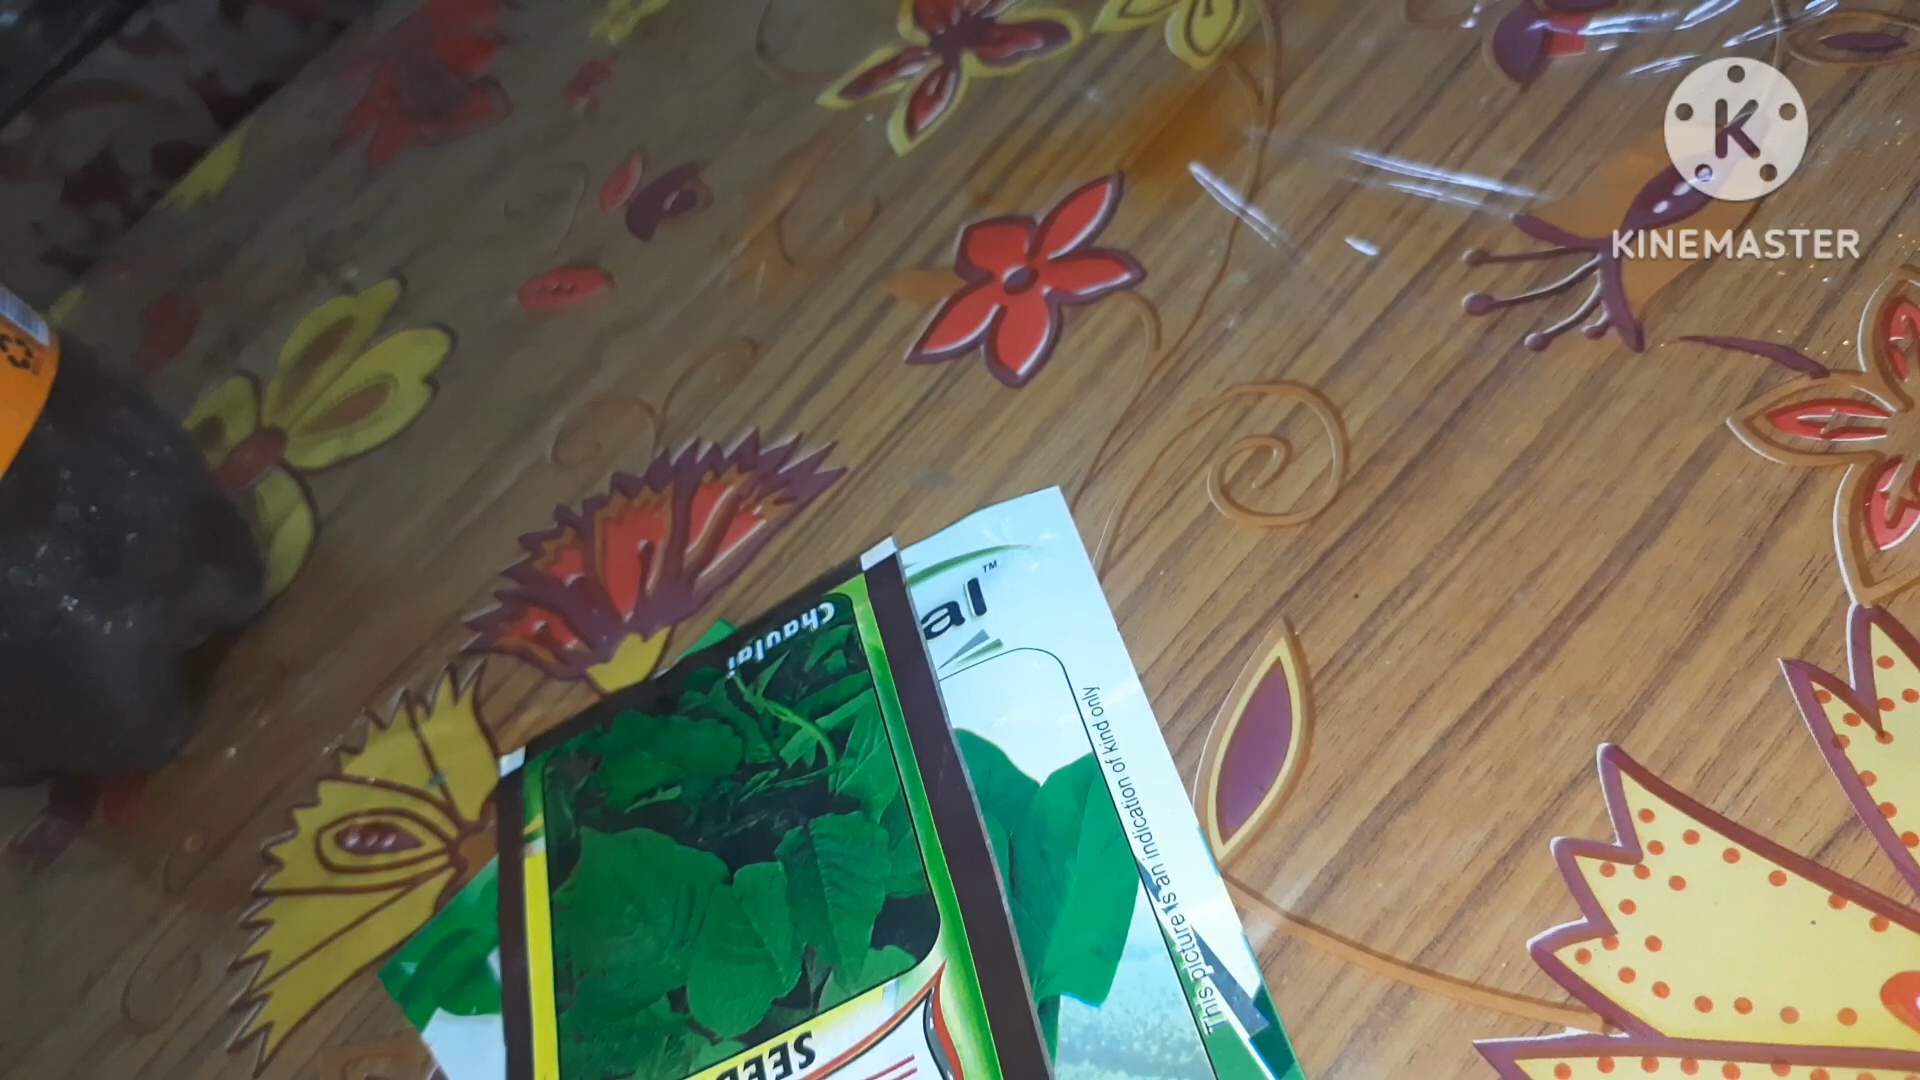 KINEMASTER
al™
Chaulai
This picture is an indication of kind only
SEED